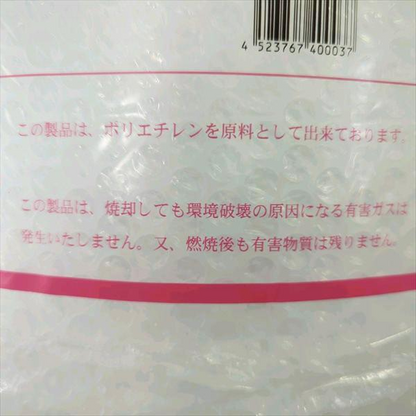 4 523767 400037
この製品は、ポリエチレンを原料として出来ております。
この製品は、焼却しても環境破壊の原因になる有害ガスは
発生いたしません。又、燃焼後も有害物質は残りません。